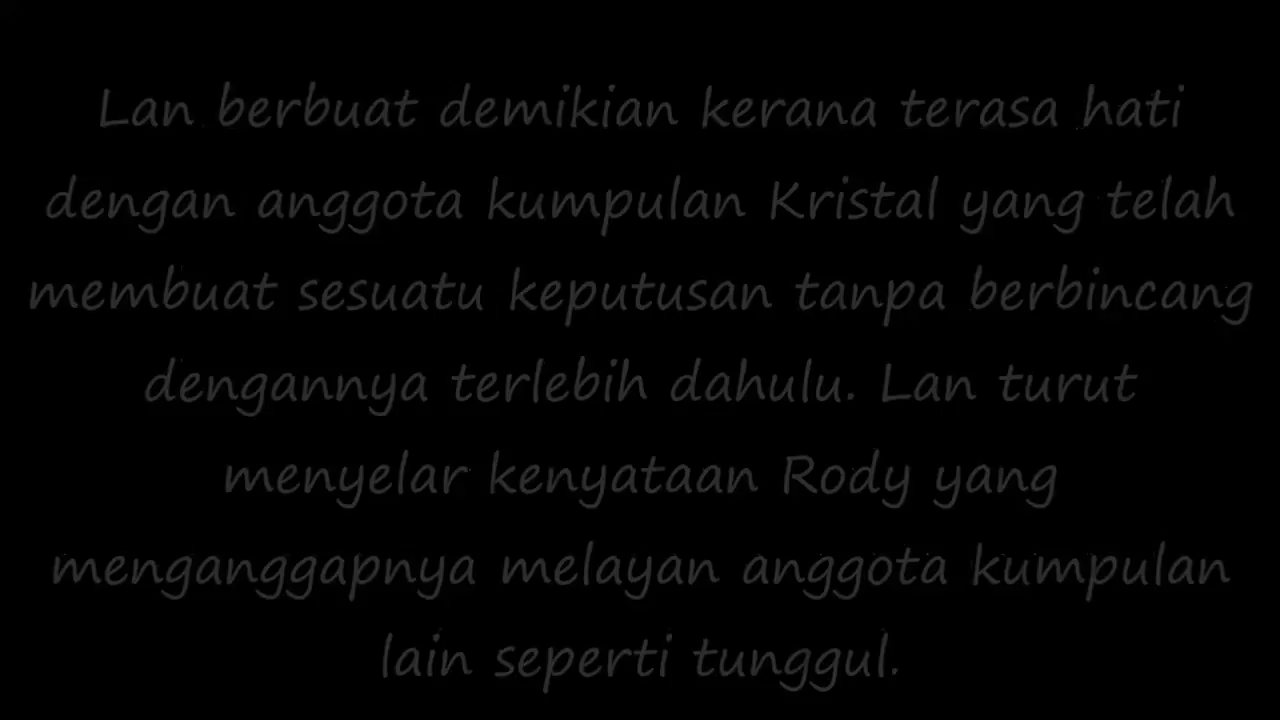 Lan berbuat demikian kerana terasa hati
dengan anggota kumpulan Kristal yang telah
membuat sesuatu keputusan tanpa berbincang
dengannya terlebih dahulu. Lan turut
menyelar kenyataan Rody yang
menganggapnya melayan anggota kumpulan
lain seperti tunggul.